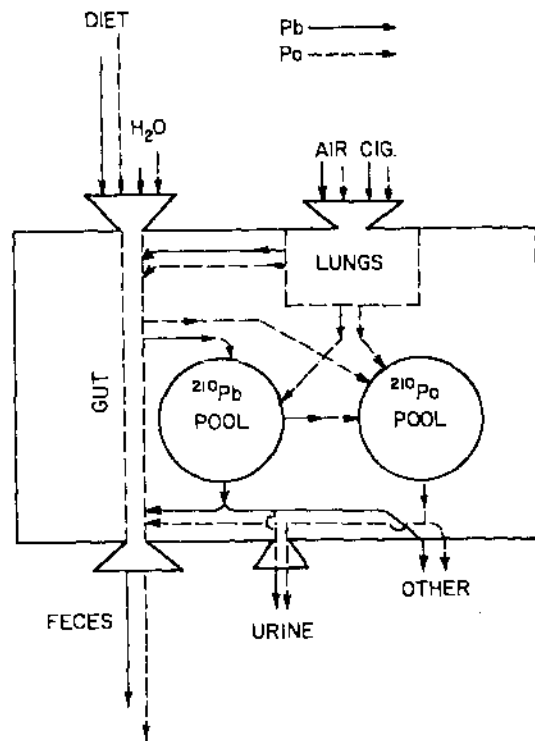 DIET
Pb
Po
H₂O
AIR CIG.
LUNGS
GUT
²¹⁰Pb
POOL
²¹⁰Po
POOL
FECES
URINE
OTHER